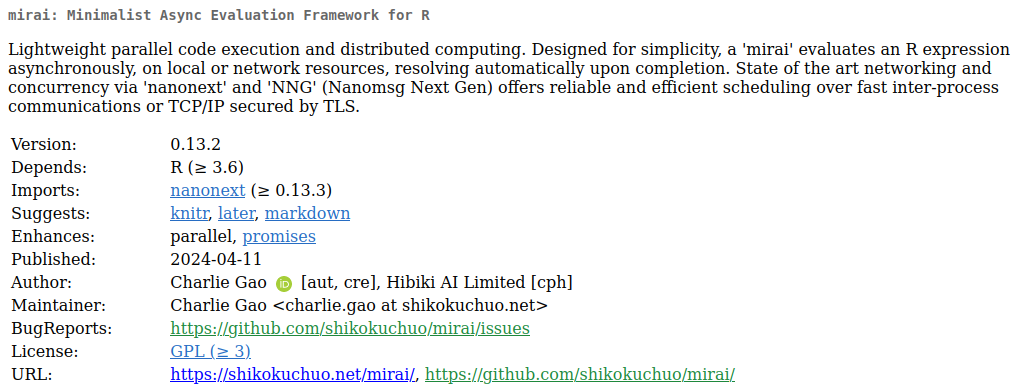 mirai: Minimalist Async Evaluation Framework for R
Lightweight parallel code execution and distributed computing. Designed for simplicity, a 'mirai' evaluates an R expression
asynchronously, on local or network resources, resolving automatically upon completion. State of the art networking and
concurrency via 'nanonext' and 'NNG' (Nanomsg Next Gen) offers reliable and efficient scheduling over fast inter-process
communications or TCP/IP secured by TLS.
Version: 0.13.2
Depends: R (≥ 3.6)
Imports: nanonext (≥ 0.13.3)
Suggests: knitr, later, markdown
Enhances: parallel, promises
Published: 2024-04-11
Author: Charlie Gao iD [aut, cre], Hibiki AI Limited [cph]
Maintainer: Charlie Gao <charlie.gao at shikokuchuo.net>
BugReports: https://github.com/shikokuchuo/mirai/issues
License: GPL (≥ 3)
URL: https://shikokuchuo.net/mirai/, https://github.com/shikokuchuo/mirai/